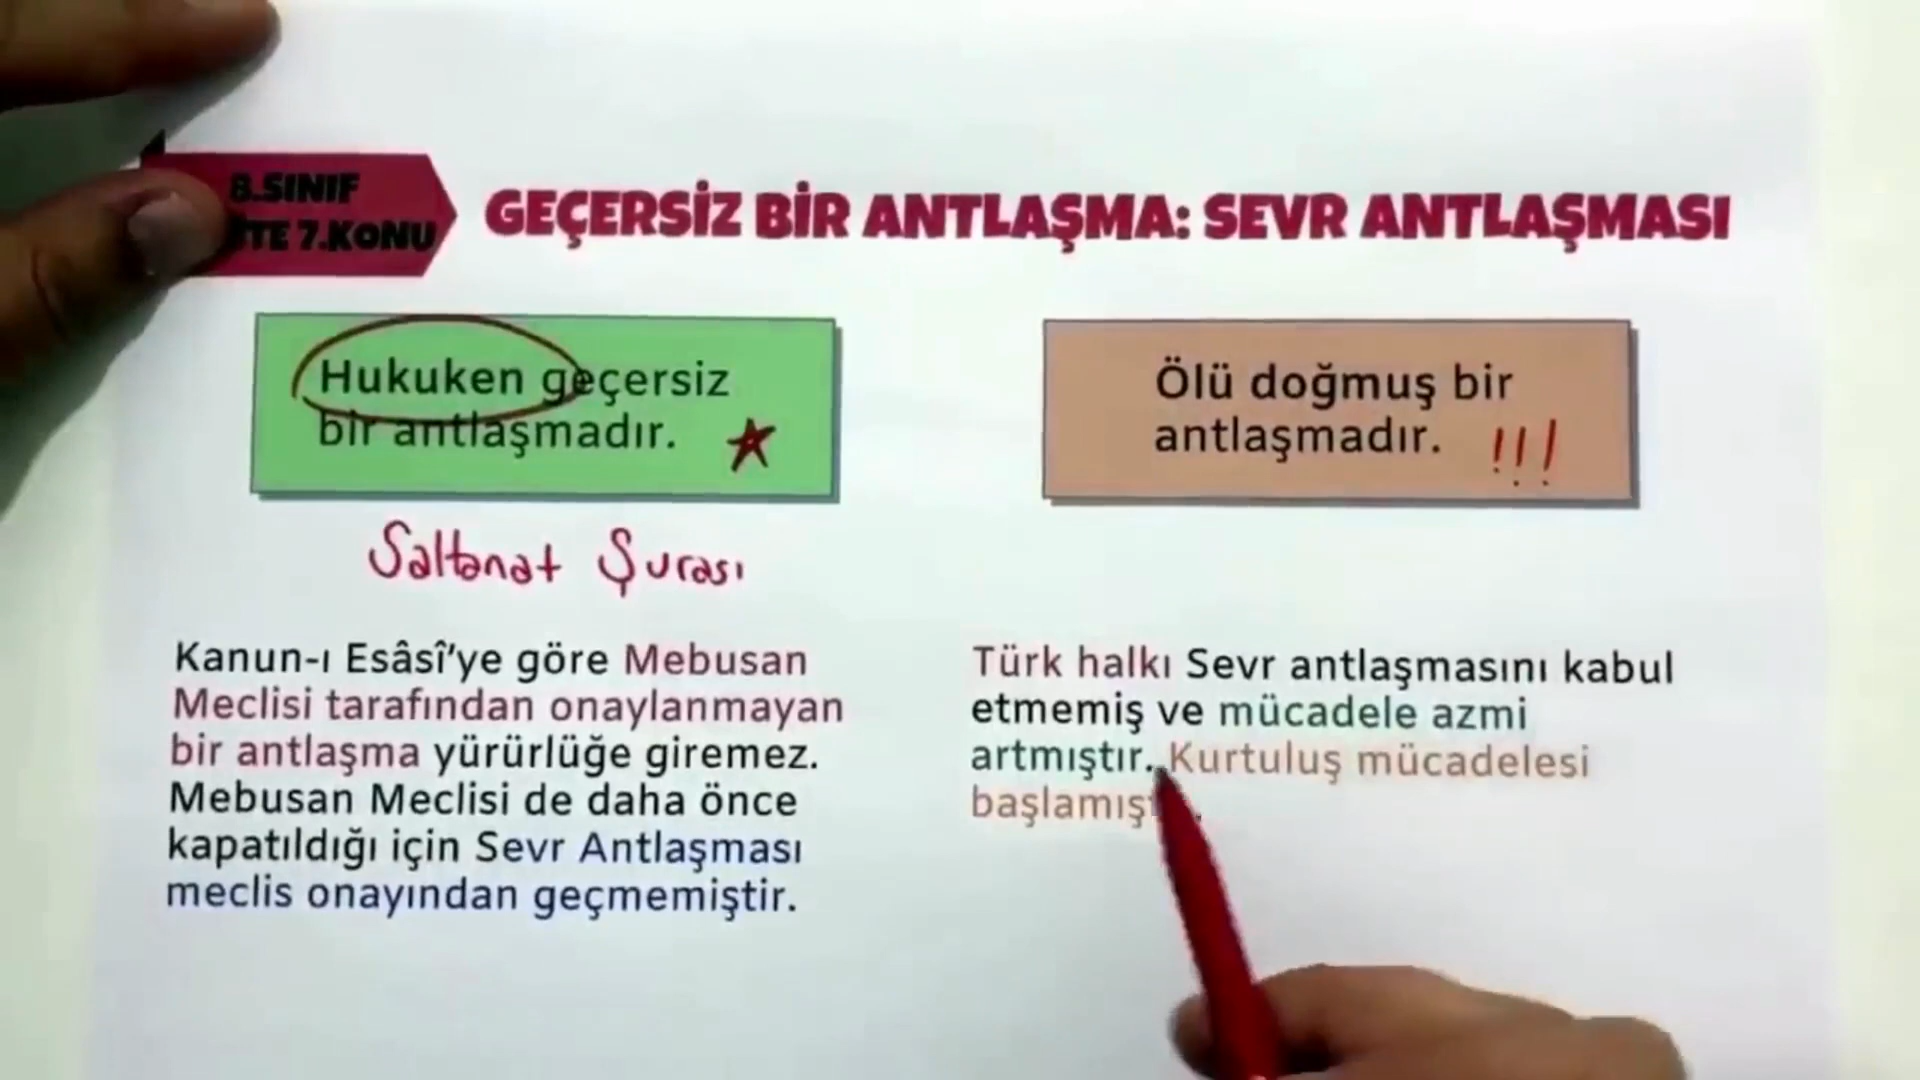 8.SINIF
7.KONU
GEÇERSİZ BİR ANTLAŞMA: SEVR ANTLAŞMASI
Hukuken geçersiz
bir antlaşmadır.
Saltanat Şurası
Kanun-ı Esâsî'ye göre Mebusan
Meclisi tarafından onaylanmayan
bir antlaşma yürürlüğe giremez.
Mebusan Meclisi de daha önce
kapatıldığı için Sevr Antlaşması
meclis onayından geçmemiştir.
Ölü doğmuş bir
antlaşmadır. !!!
Türk halkı Sevr antlaşmasını kabul
etmemiş ve mücadele azmi
artmıştır. Kurtuluş mücadelesi